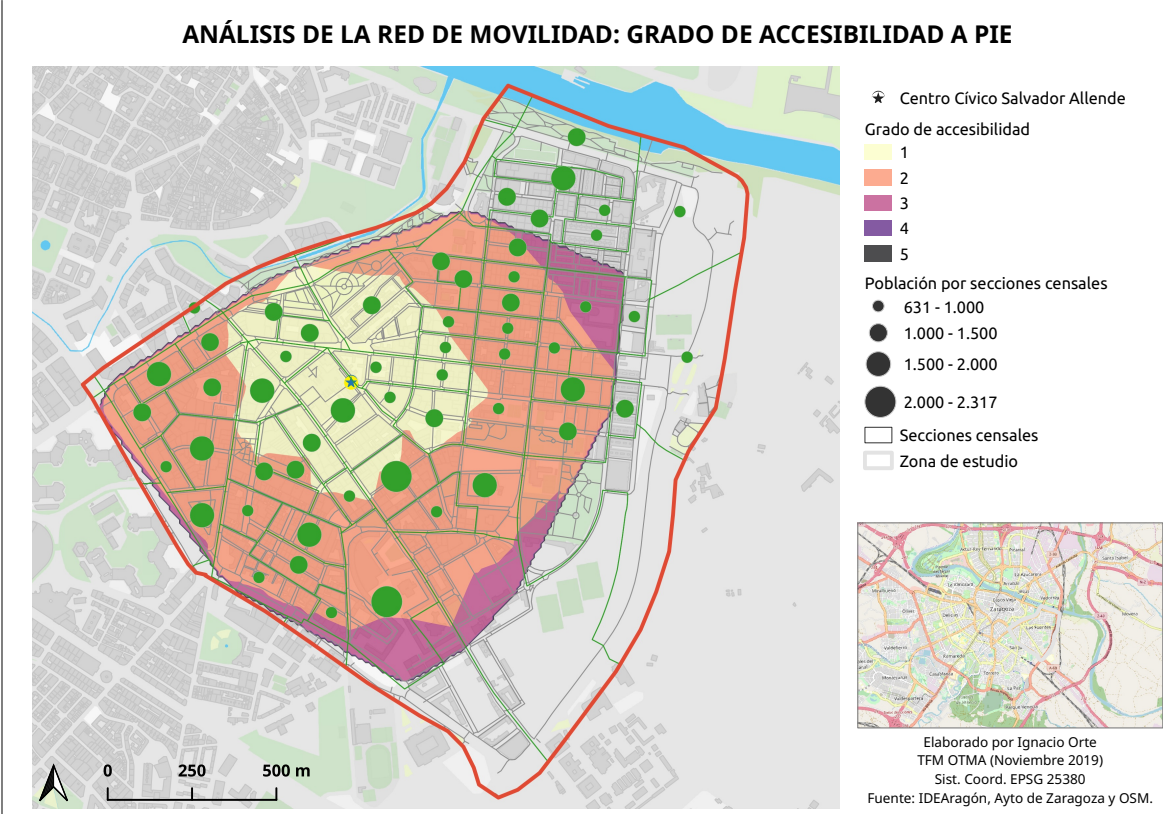 ANÁLISIS DE LA RED DE MOVILIDAD: GRADO DE ACCESIBILIDAD A PIE
Centro Cívico Salvador Allende
Grado de accesibilidad
1
2
3
4
5
Población por secciones censales
631 - 1.000
1.000 - 1.500
1.500 - 2.000
2.000 - 2.317
Secciones censales
Zona de estudio
0 250 500 m
Zaragoza
Elaborado por Ignacio Orte
TFM OTMA (Noviembre 2019)
Sist. Coord. EPSG 25380
Fuente: IDEAragón, Ayto de Zaragoza y OSM.